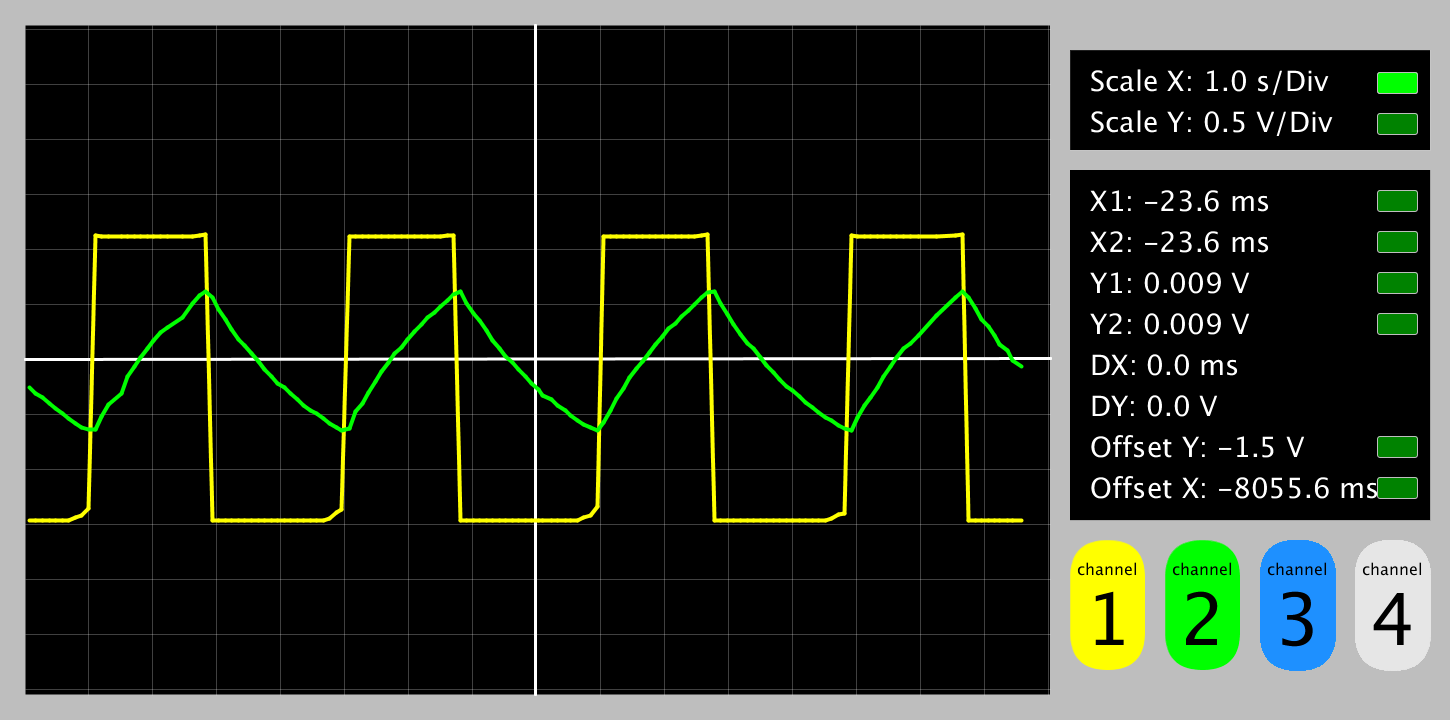 Scale X: 1.0 s/Div
Scale Y: 0.5 V/Div
X1: -23.6 ms
X2: -23.6 ms
Y1: 0.009 V
Y2: 0.009 V
DX: 0.0 ms
DY: 0.0 V
Offset Y: -1.5 V
Offset X: -8055.6 ms
channel channel channel channel
1 2 3 4